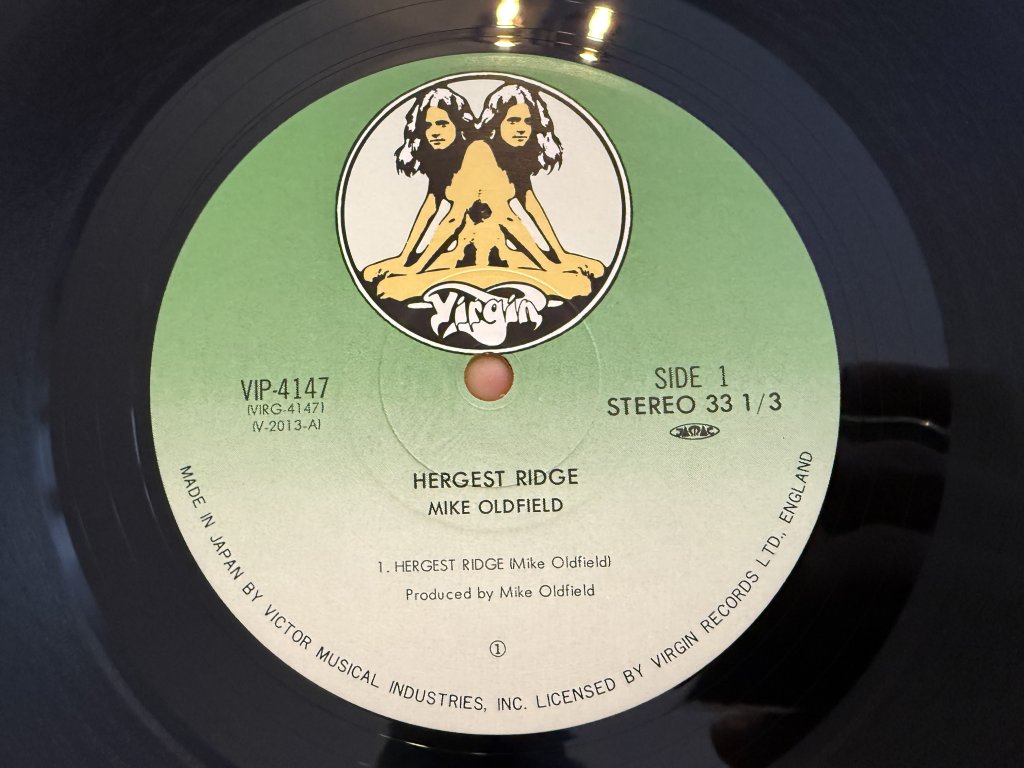 Virgin
VIP-4147
(VIRG-4147)
(V-2013-A)
SIDE 1
STEREO 33 1/3
JASRAC
HERGEST RIDGE
MIKE OLDFIELD
1. HERGEST RIDGE (Mike Oldfield)
Produced by Mike Oldfield
①
MADE IN JAPAN BY VICTOR MUSICAL INDUSTRIES, INC. LICENSED BY VIRGIN RECORDS LTD., ENGLAND